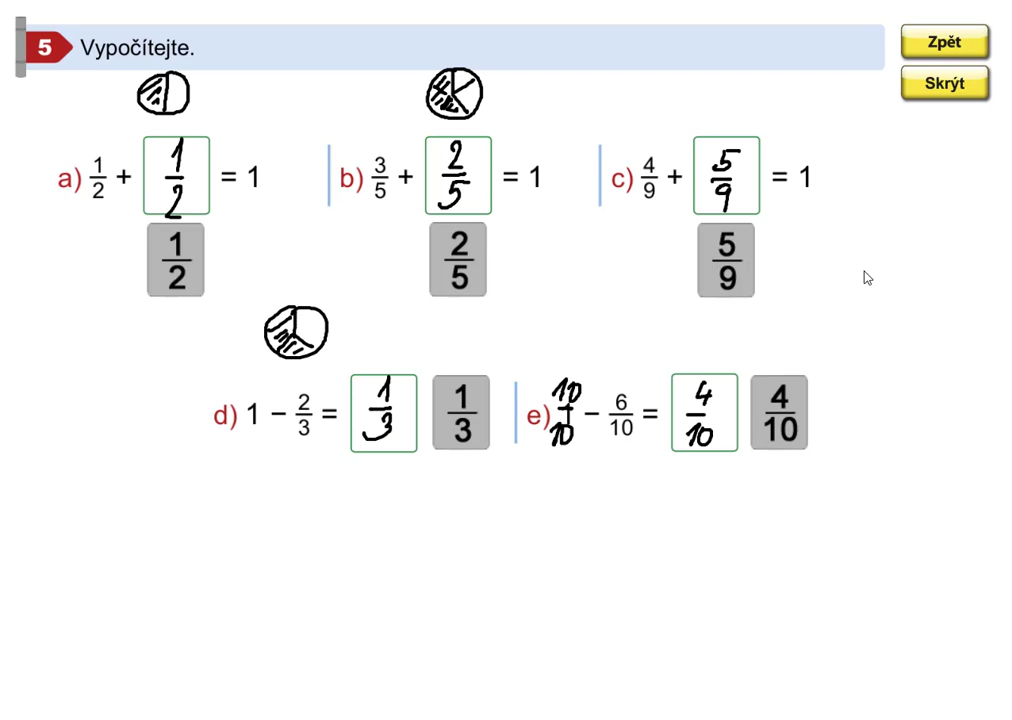 5 Vypočítejte.
Zpět
Skrýt
a) 1/2 + 1/2 = 1
b) 3/5 + 2/5 = 1
c) 4/9 + 5/9 = 1
1/2
2/5
5/9
d) 1 − 2/3 = 1/3 1/3
e) 10/10 1 − 6/10 = 4/10 4/10